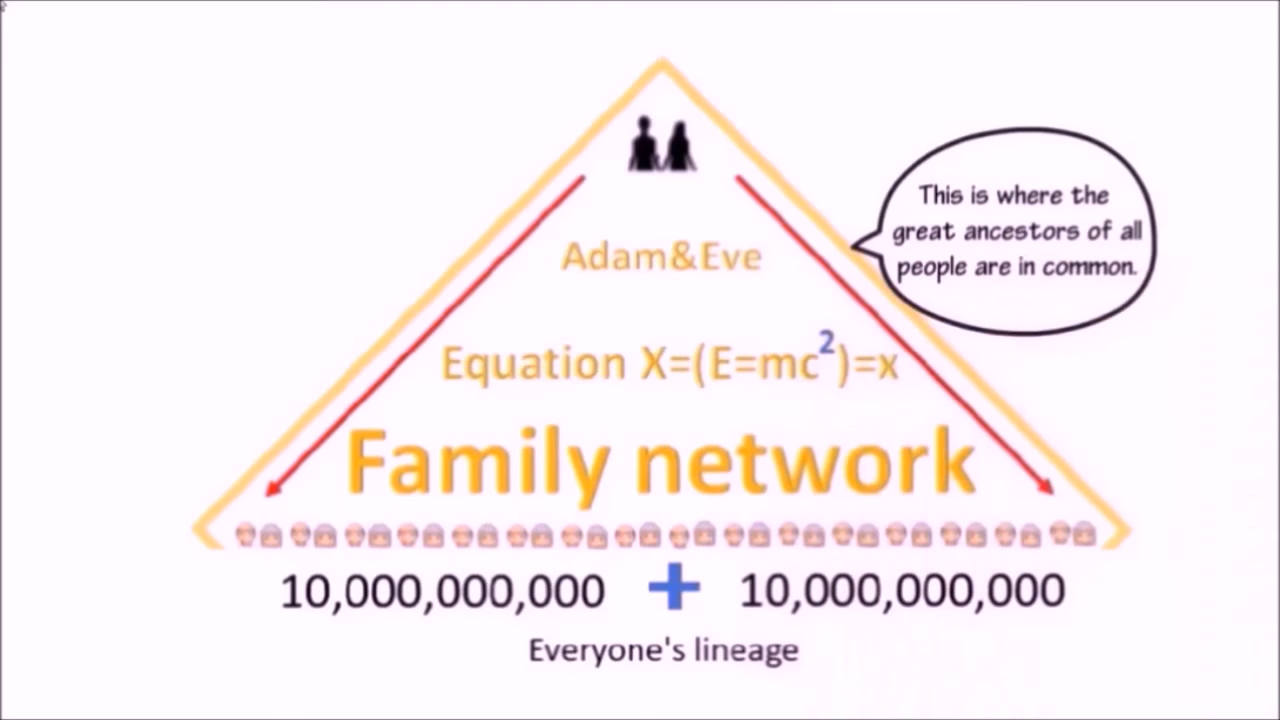 This is where the
great ancestors of all
people are in common.
Adam&Eve
Equation X=(E=mc²)=x
Family network
10,000,000,000 + 10,000,000,000
Everyone's lineage